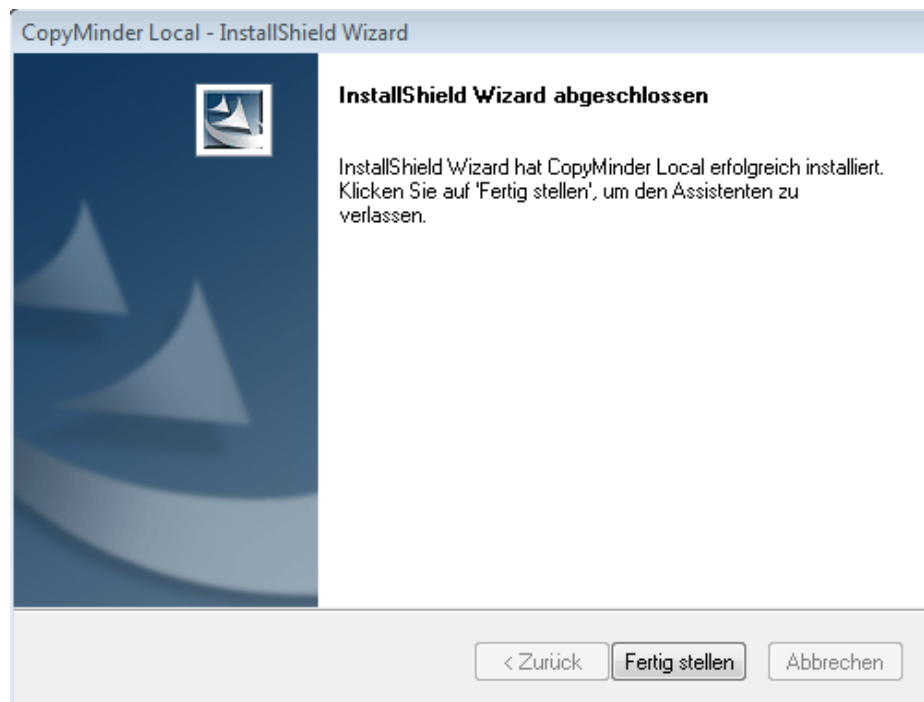 CopyMinder Local - InstallShield Wizard
InstallShield Wizard abgeschlossen
InstallShield Wizard hat CopyMinder Local erfolgreich installiert.
Klicken Sie auf 'Fertig stellen', um den Assistenten zu
verlassen.
< Zurück
Fertig stellen
Abbrechen